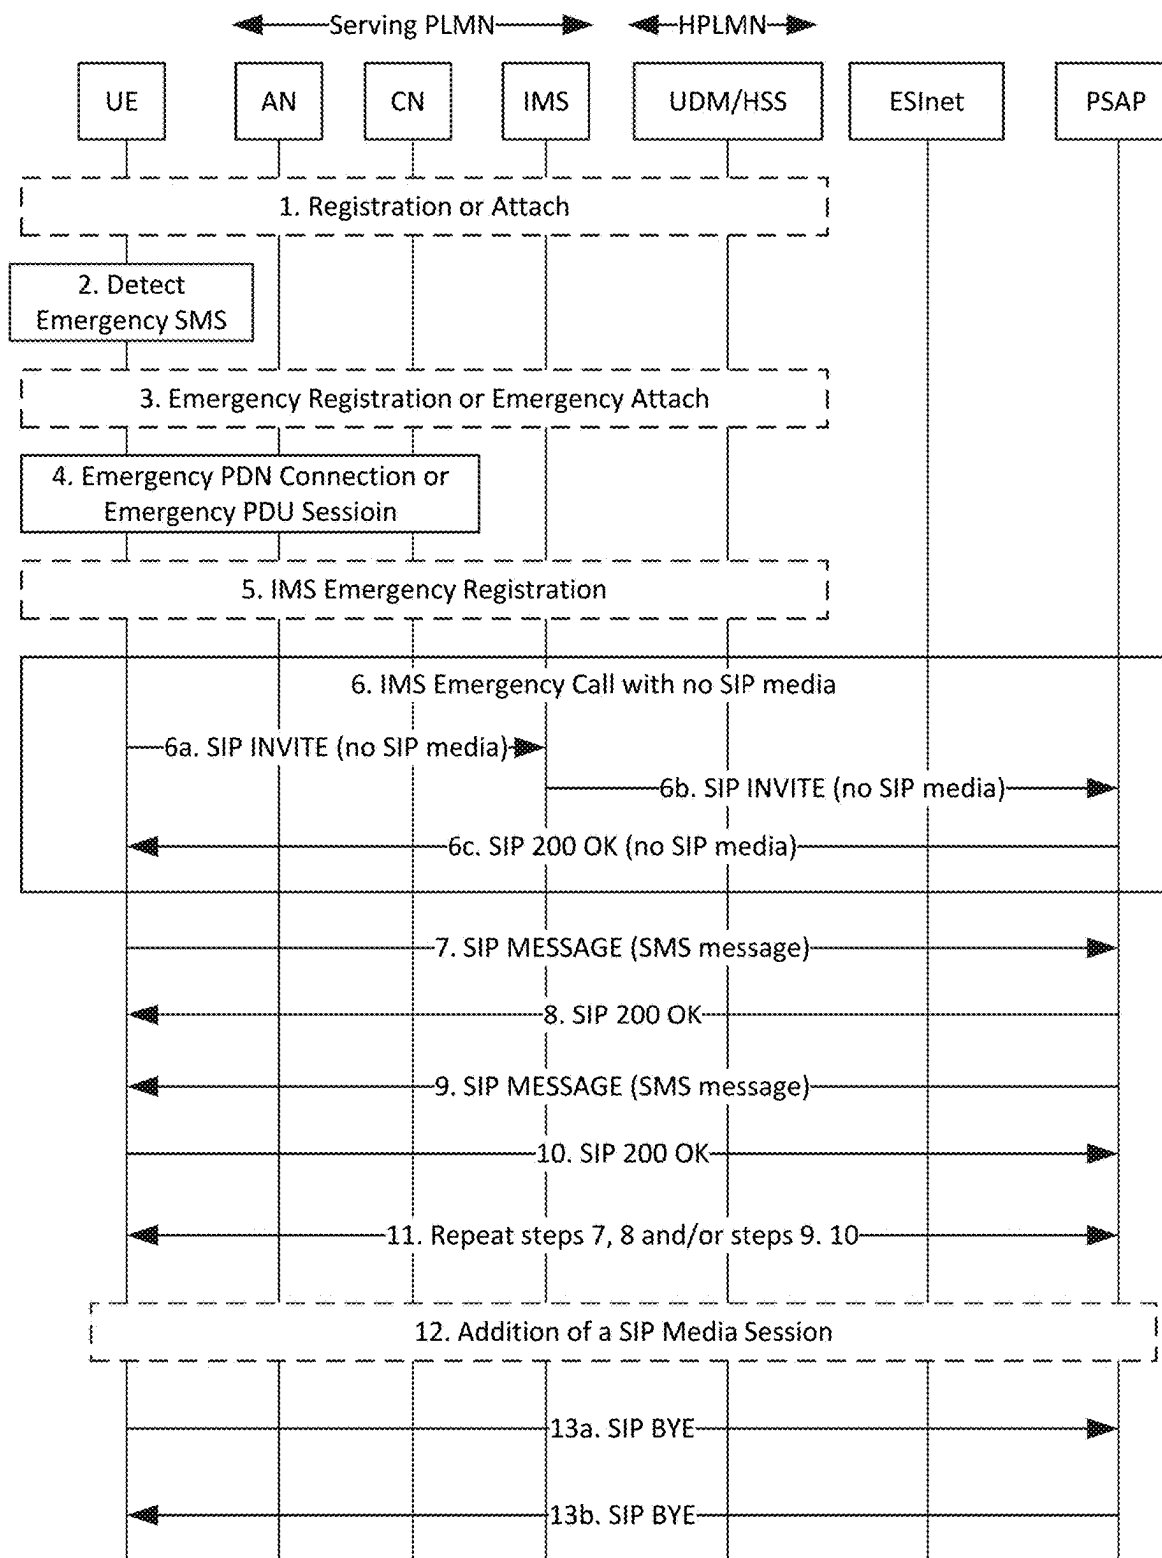 Serving PLMN
HPLMN
UE
AN
CN
IMS
UDM/HSS
ESInet
PSAP
1. Registration or Attach
2. Detect
Emergency SMS
3. Emergency Registration or Emergency Attach
4. Emergency PDN Connection or
Emergency PDU Sessioin
5. IMS Emergency Registration
6. IMS Emergency Call with no SIP media
6a. SIP INVITE (no SIP media)
6b. SIP INVITE (no SIP media)
6c. SIP 200 OK (no SIP media)
7. SIP MESSAGE (SMS message)
8. SIP 200 OK
9. SIP MESSAGE (SMS message)
10. SIP 200 OK
11. Repeat steps 7, 8 and/or steps 9. 10
12. Addition of a SIP Media Session
13a. SIP BYE
13b. SIP BYE